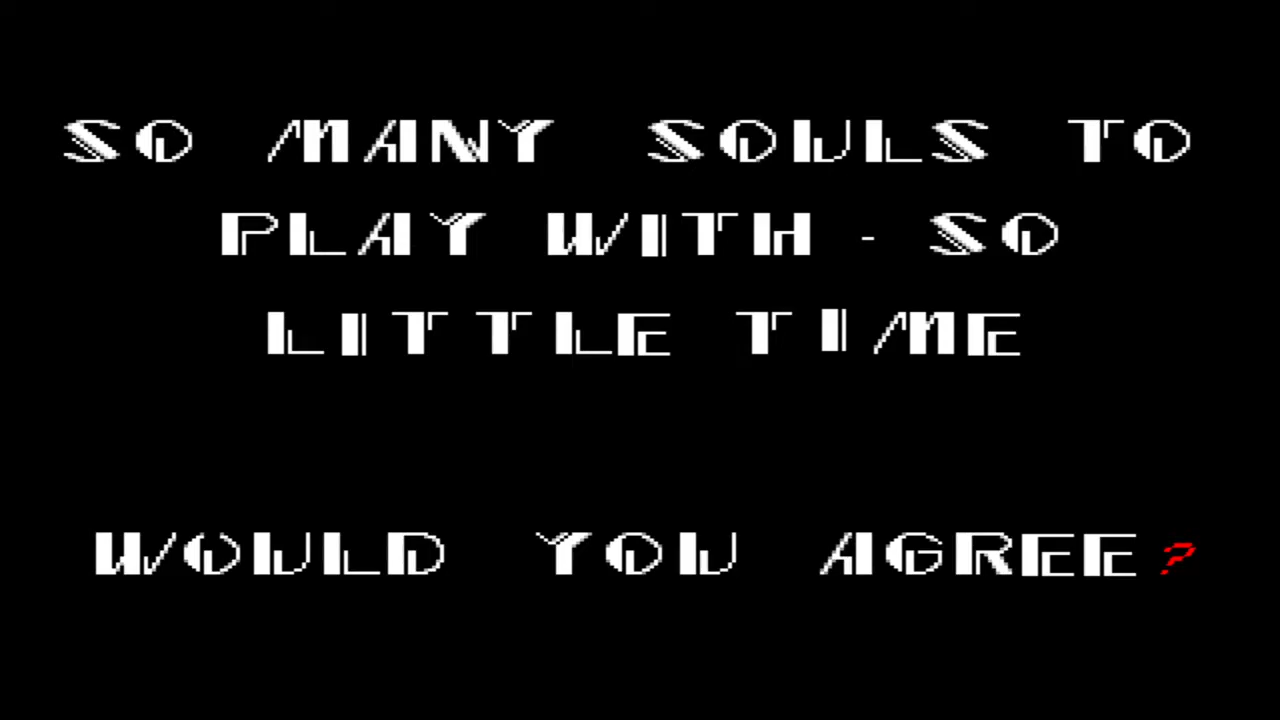 SO MANY SOULS TO
PLAY WITH - SO
LITTLE TIME
WOULD YOU AGREE?